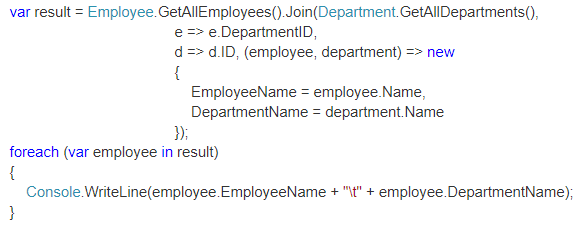 var result = Employee.GetAllEmployees().Join(Department.GetAllDepartments(),
e => e.DepartmentID,
d => d.ID, (employee, department) => new
{
EmployeeName = employee.Name,
DepartmentName = department.Name
});
foreach (var employee in result)
{
Console.WriteLine(employee.EmployeeName + "\t" + employee.DepartmentName);
}